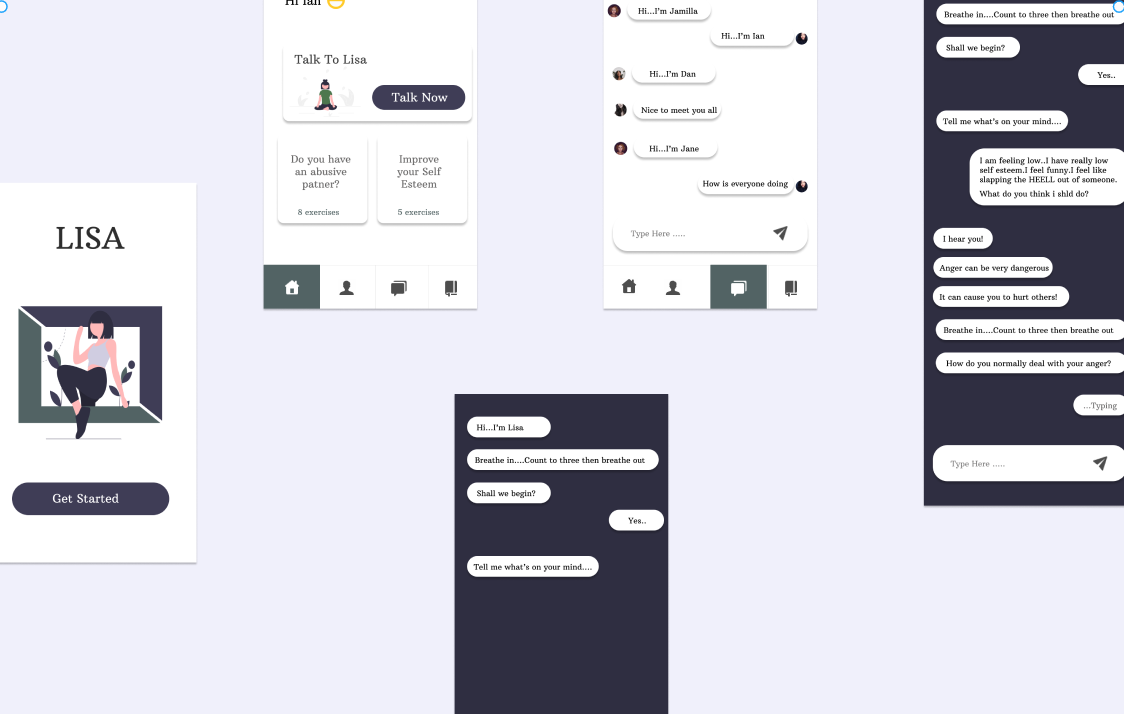 LISA
Get Started
Hi Ian
Talk To Lisa
Talk Now
Do you have
an abusive
patner?
8 exercises
Improve
your Self
Esteem
5 exercises
Hi...I'm Jamilla
Hi...I'm Ian
Hi...I'm Dan
Nice to meet you all
Hi...I'm Jane
How is everyone doing
Type Here .....
Hi...I'm Lisa
Breathe in....Count to three then breathe out
Shall we begin?
Yes..
Tell me what's on your mind....
Breathe in....Count to three then breathe out
Shall we begin?
Yes..
Tell me what's on your mind....
I am feeling low..I have really low
self esteem.I feel funny.I feel like
slapping the HEELL out of someone.
What do you think i shld do?
I hear you!
Anger can be very dangerous
It can cause you to hurt others!
Breathe in....Count to three then breathe out
How do you normally deal with your anger?
...Typing
Type Here .....